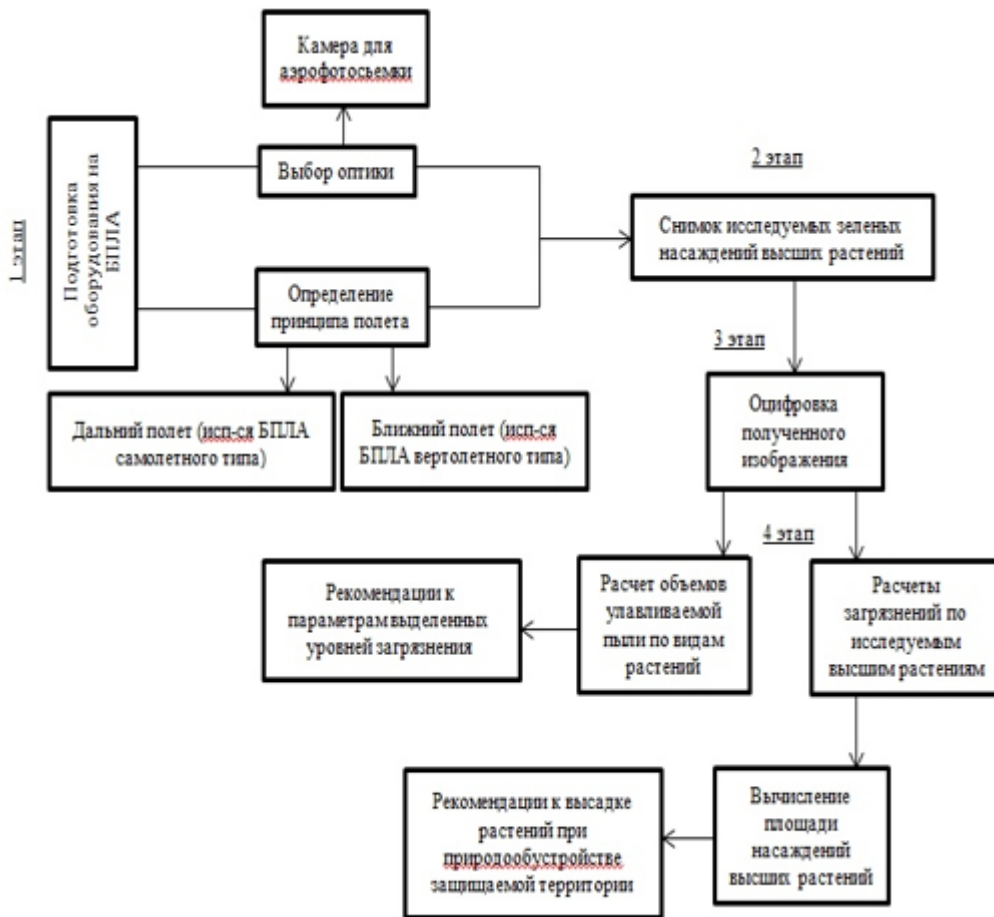 Камера для
аэрофотосъемки
1 этап
Подготовка
оборудования на
БПЛА
Выбор оптики
Определение
принципа полета
Дальний полет (исп-ся БПЛА
самолетного типа)
Ближний полет (исп-ся
БПЛА вертолетного типа)
2 этап
Снимок исследуемых зеленых
насаждений высших растений
3 этап
Оцифровка
полученного
изображения
4 этап
Расчет объемов
улавливаемой
пыли по видам
растений
Рекомендации к
параметрам выделенных
уровней загрязнения
Расчеты
загрязнений по
исследуемым
высшим растениям
Вычисление
площади
насаждений
высших растений
Рекомендации к высадке
растений при
природообустройстве
защищаемой территории